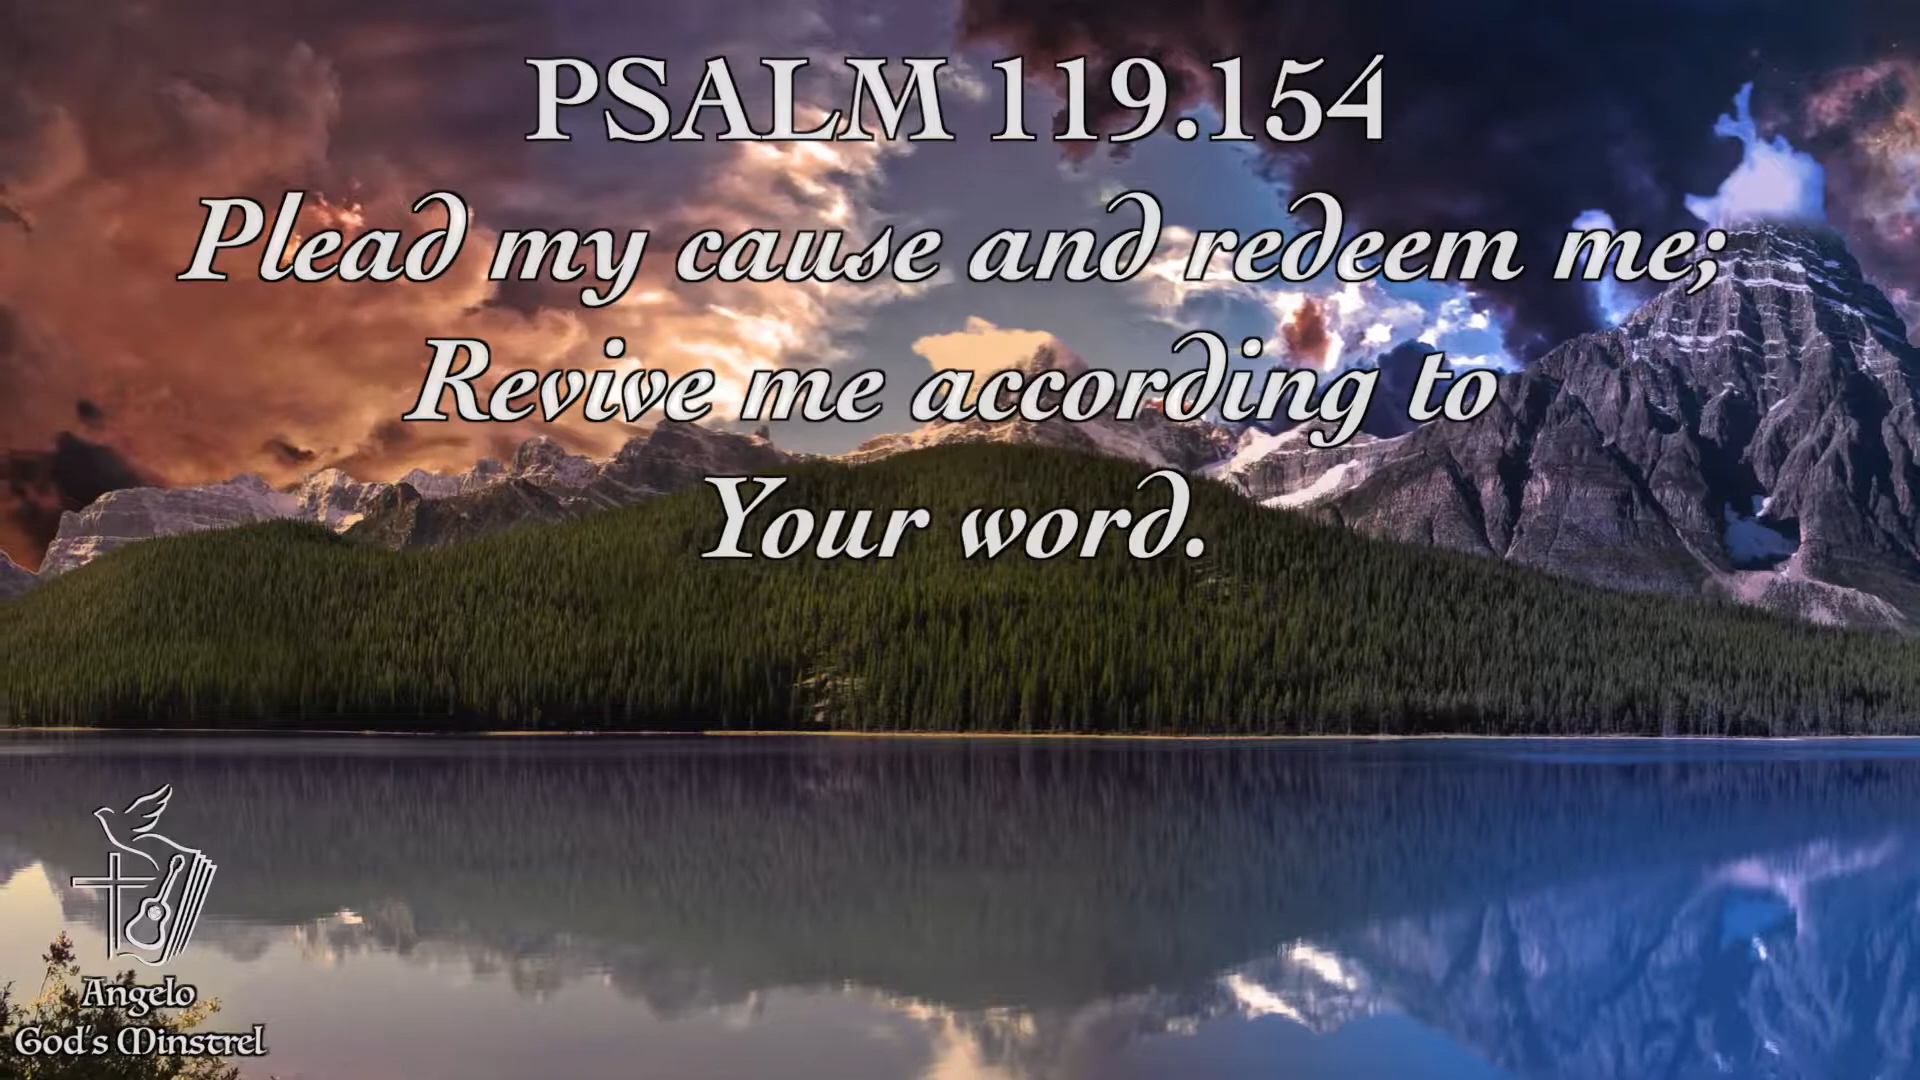 PSALM 119.154
Plead my cause and redeem me;
Revive me according to
Your word.
Angelo
God's Minstrel